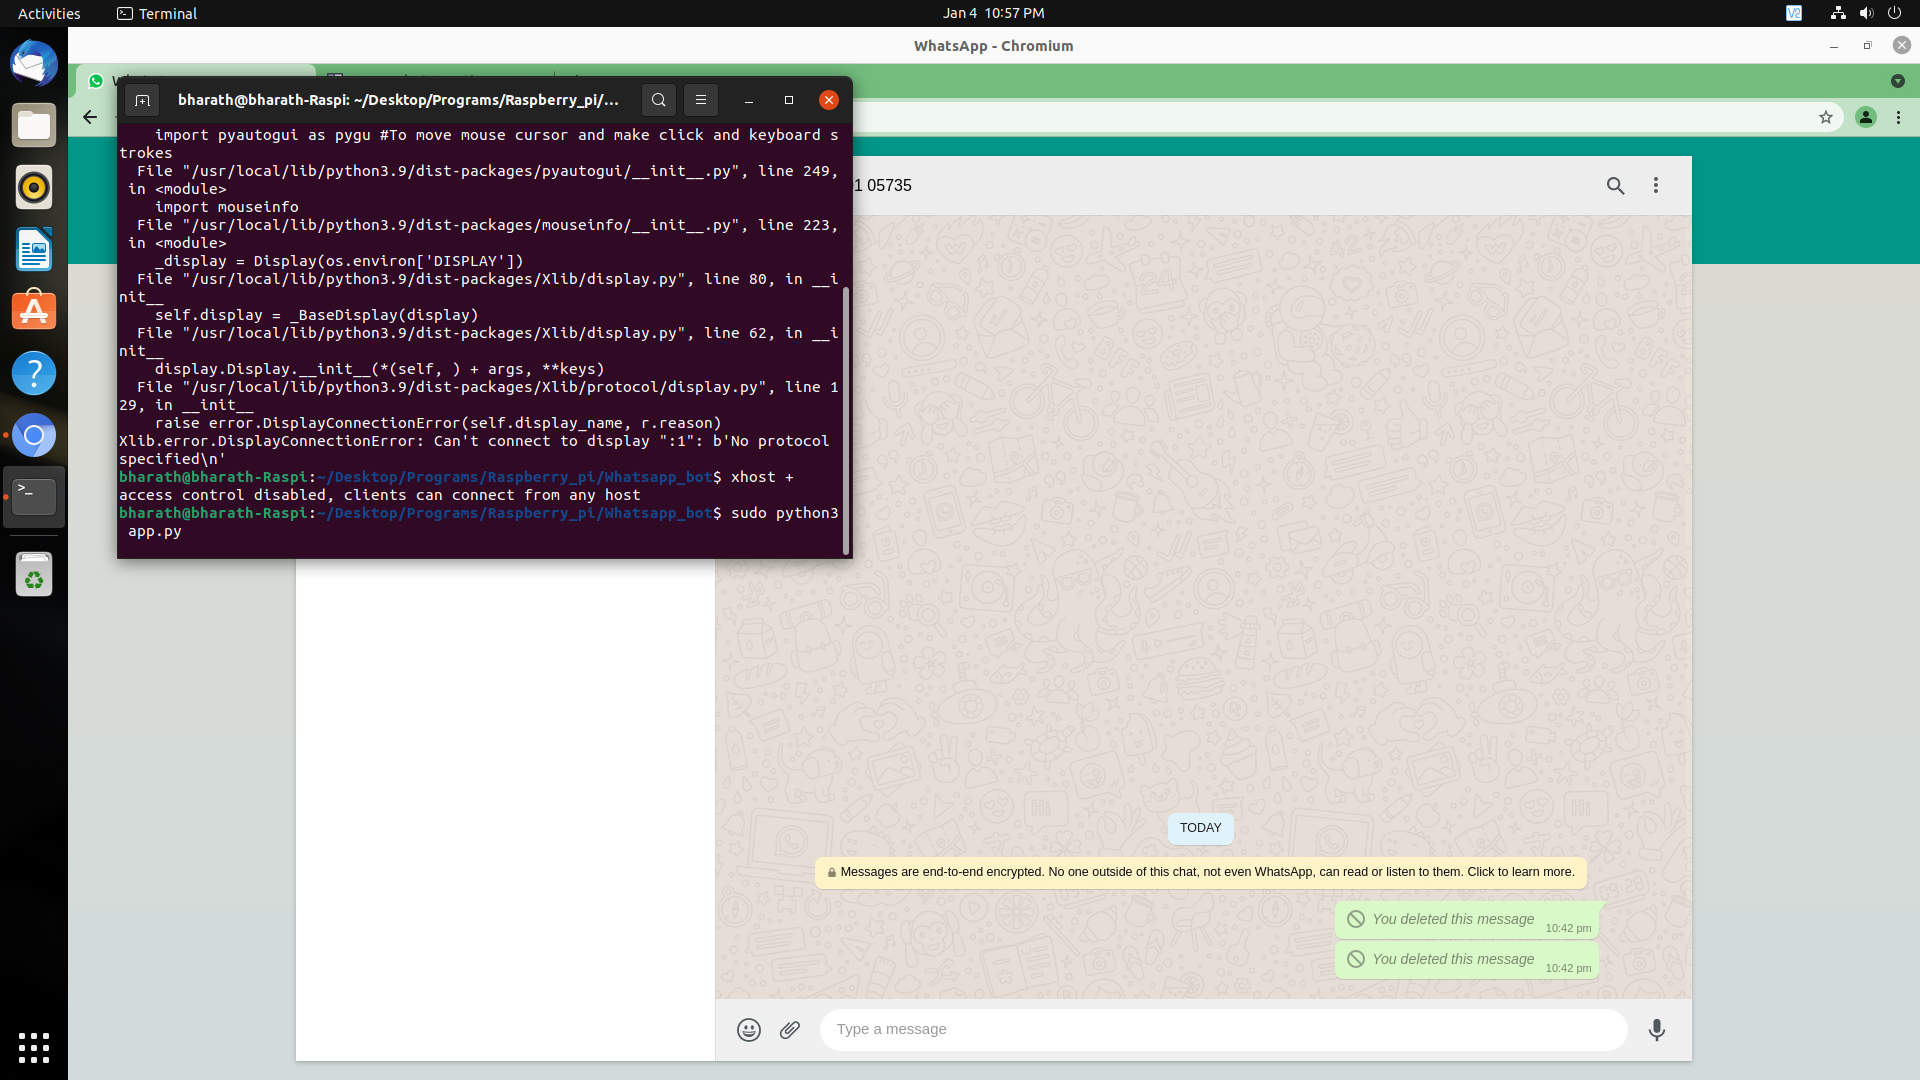 Activities
Terminal
Jan 4 10:57 PM
WhatsApp - Chromium
bharath@bharath-Raspi: ~/Desktop/Programs/Raspberry_pi/...
    import pyautogui as pygu #To move mouse cursor and make click and keyboard s
trokes
  File "/usr/local/lib/python3.9/dist-packages/pyautogui/__init__.py", line 249,
 in <module>
    import mouseinfo
  File "/usr/local/lib/python3.9/dist-packages/mouseinfo/__init__.py", line 223,
 in <module>
    _display = Display(os.environ['DISPLAY'])
  File "/usr/local/lib/python3.9/dist-packages/Xlib/display.py", line 80, in __i
nit__
    self.display = _BaseDisplay(display)
  File "/usr/local/lib/python3.9/dist-packages/Xlib/display.py", line 62, in __i
nit__
    display.Display.__init__(*(self, ) + args, **keys)
  File "/usr/local/lib/python3.9/dist-packages/Xlib/protocol/display.py", line 1
29, in __init__
    raise error.DisplayConnectionError(self.display_name, r.reason)
Xlib.error.DisplayConnectionError: Can't connect to display ":1": b'No protocol
specified\n'
bharath@bharath-Raspi:~/Desktop/Programs/Raspberry_pi/Whatsapp_bot$ xhost +
access control disabled, clients can connect from any host
bharath@bharath-Raspi:~/Desktop/Programs/Raspberry_pi/Whatsapp_bot$ sudo python3
 app.py
05735
TODAY
Messages are end-to-end encrypted. No one outside of this chat, not even WhatsApp, can read or listen to them. Click to learn more.
You deleted this message
10:42 pm
You deleted this message
10:42 pm
Type a message